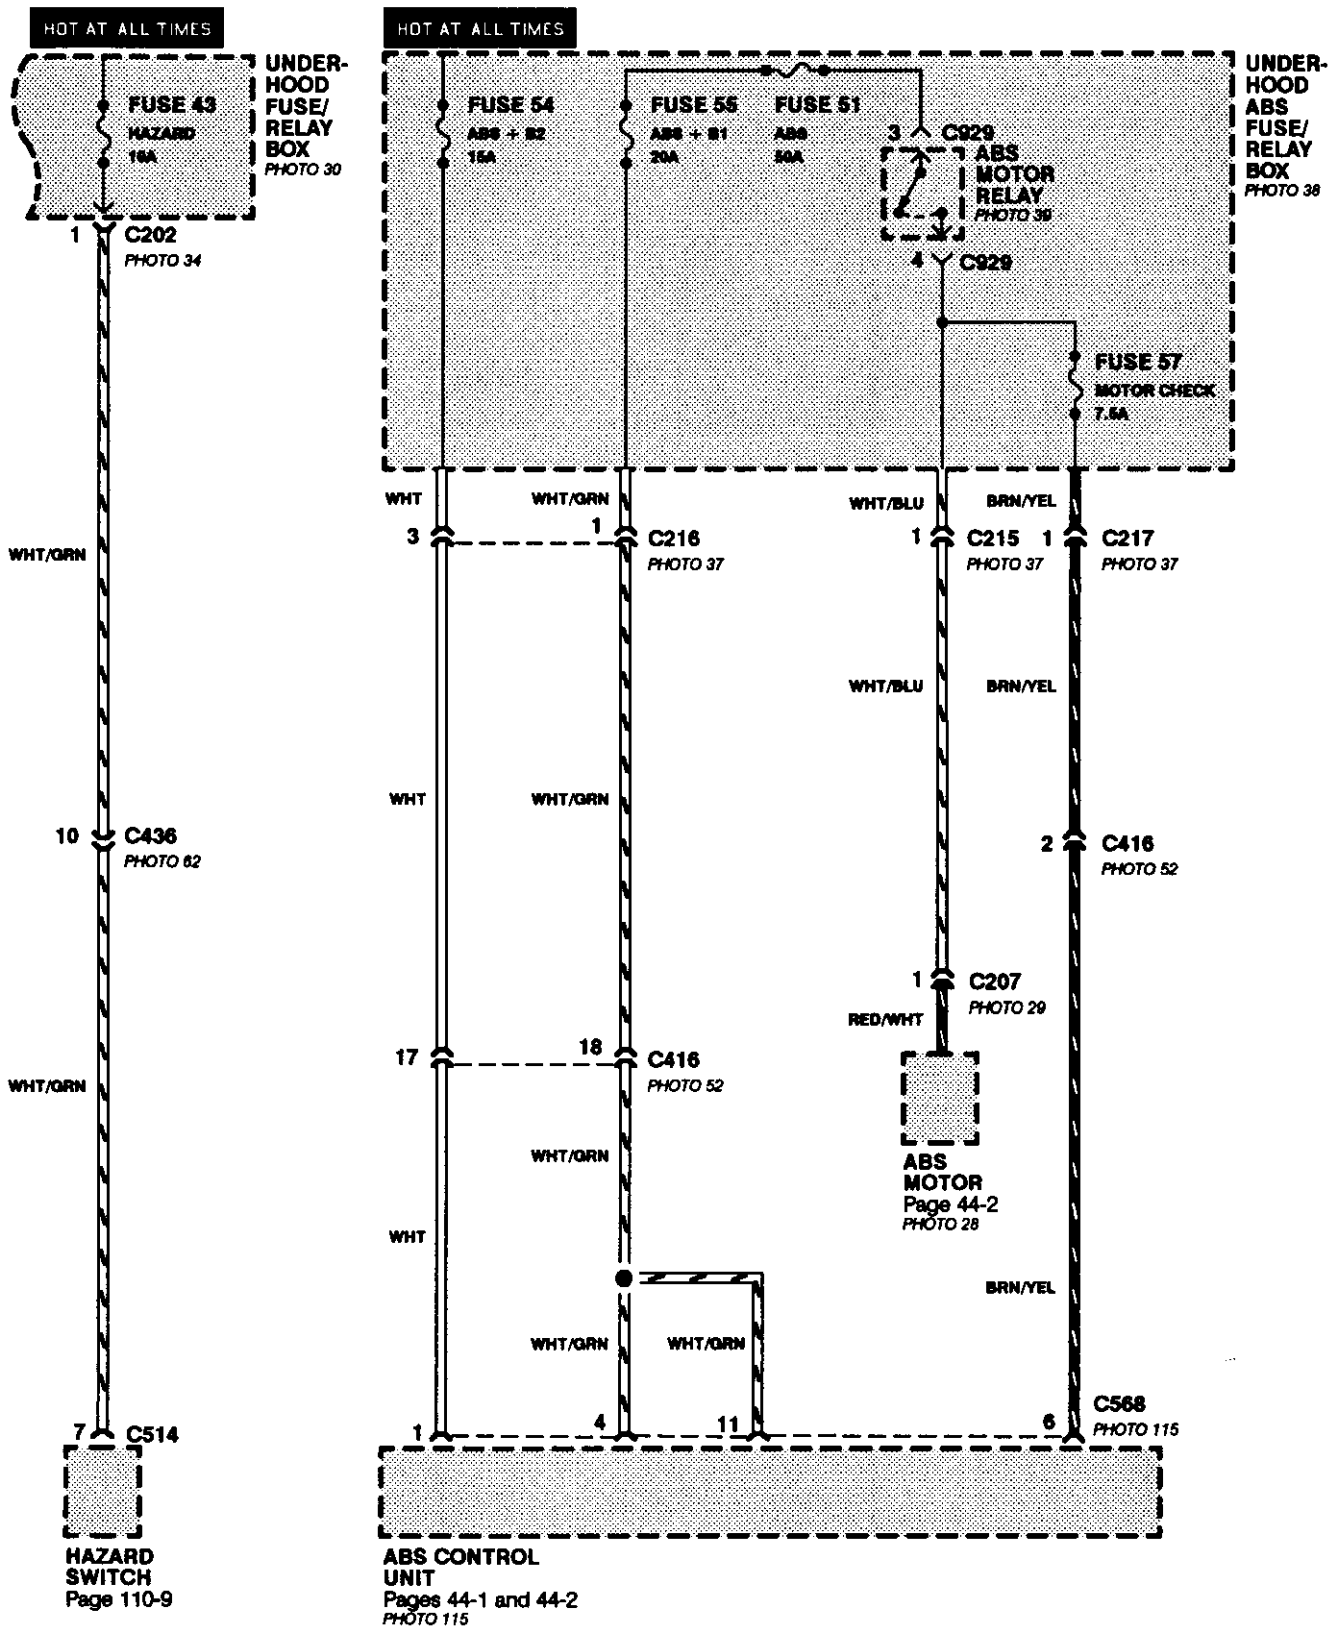 HOT AT ALL TIMES
HOT AT ALL TIMES
FUSE 43
HAZARD
10A
UNDER-
HOOD
FUSE/
RELAY
BOX
PHOTO 30
FUSE 54
ABS + B2
15A
FUSE 55
ABS + B1
20A
FUSE 51
ABS
50A
3
C929
ABS
MOTOR
RELAY
PHOTO 39
4
C929
UNDER-
HOOD
ABS
FUSE/
RELAY
BOX
PHOTO 38
1
C202
PHOTO 34
FUSE 57
MOTOR CHECK
7.5A
WHT
WHT/GRN
WHT/BLU
BRN/YEL
3
1
C216
PHOTO 37
1
C215
PHOTO 37
1
C217
PHOTO 37
WHT/GRN
WHT/BLU
BRN/YEL
WHT
WHT/GRN
10
C436
PHOTO 62
2
C416
PHOTO 52
1
C207
PHOTO 29
RED/WHT
17
18
C416
PHOTO 52
WHT/GRN
WHT/GRN
ABS
MOTOR
Page 44-2
PHOTO 28
WHT
BRN/YEL
WHT/GRN
WHT/GRN
7
C514
1
4
11
6
C568
PHOTO 115
HAZARD
SWITCH
Page 110-9
ABS CONTROL
UNIT
Pages 44-1 and 44-2
PHOTO 115